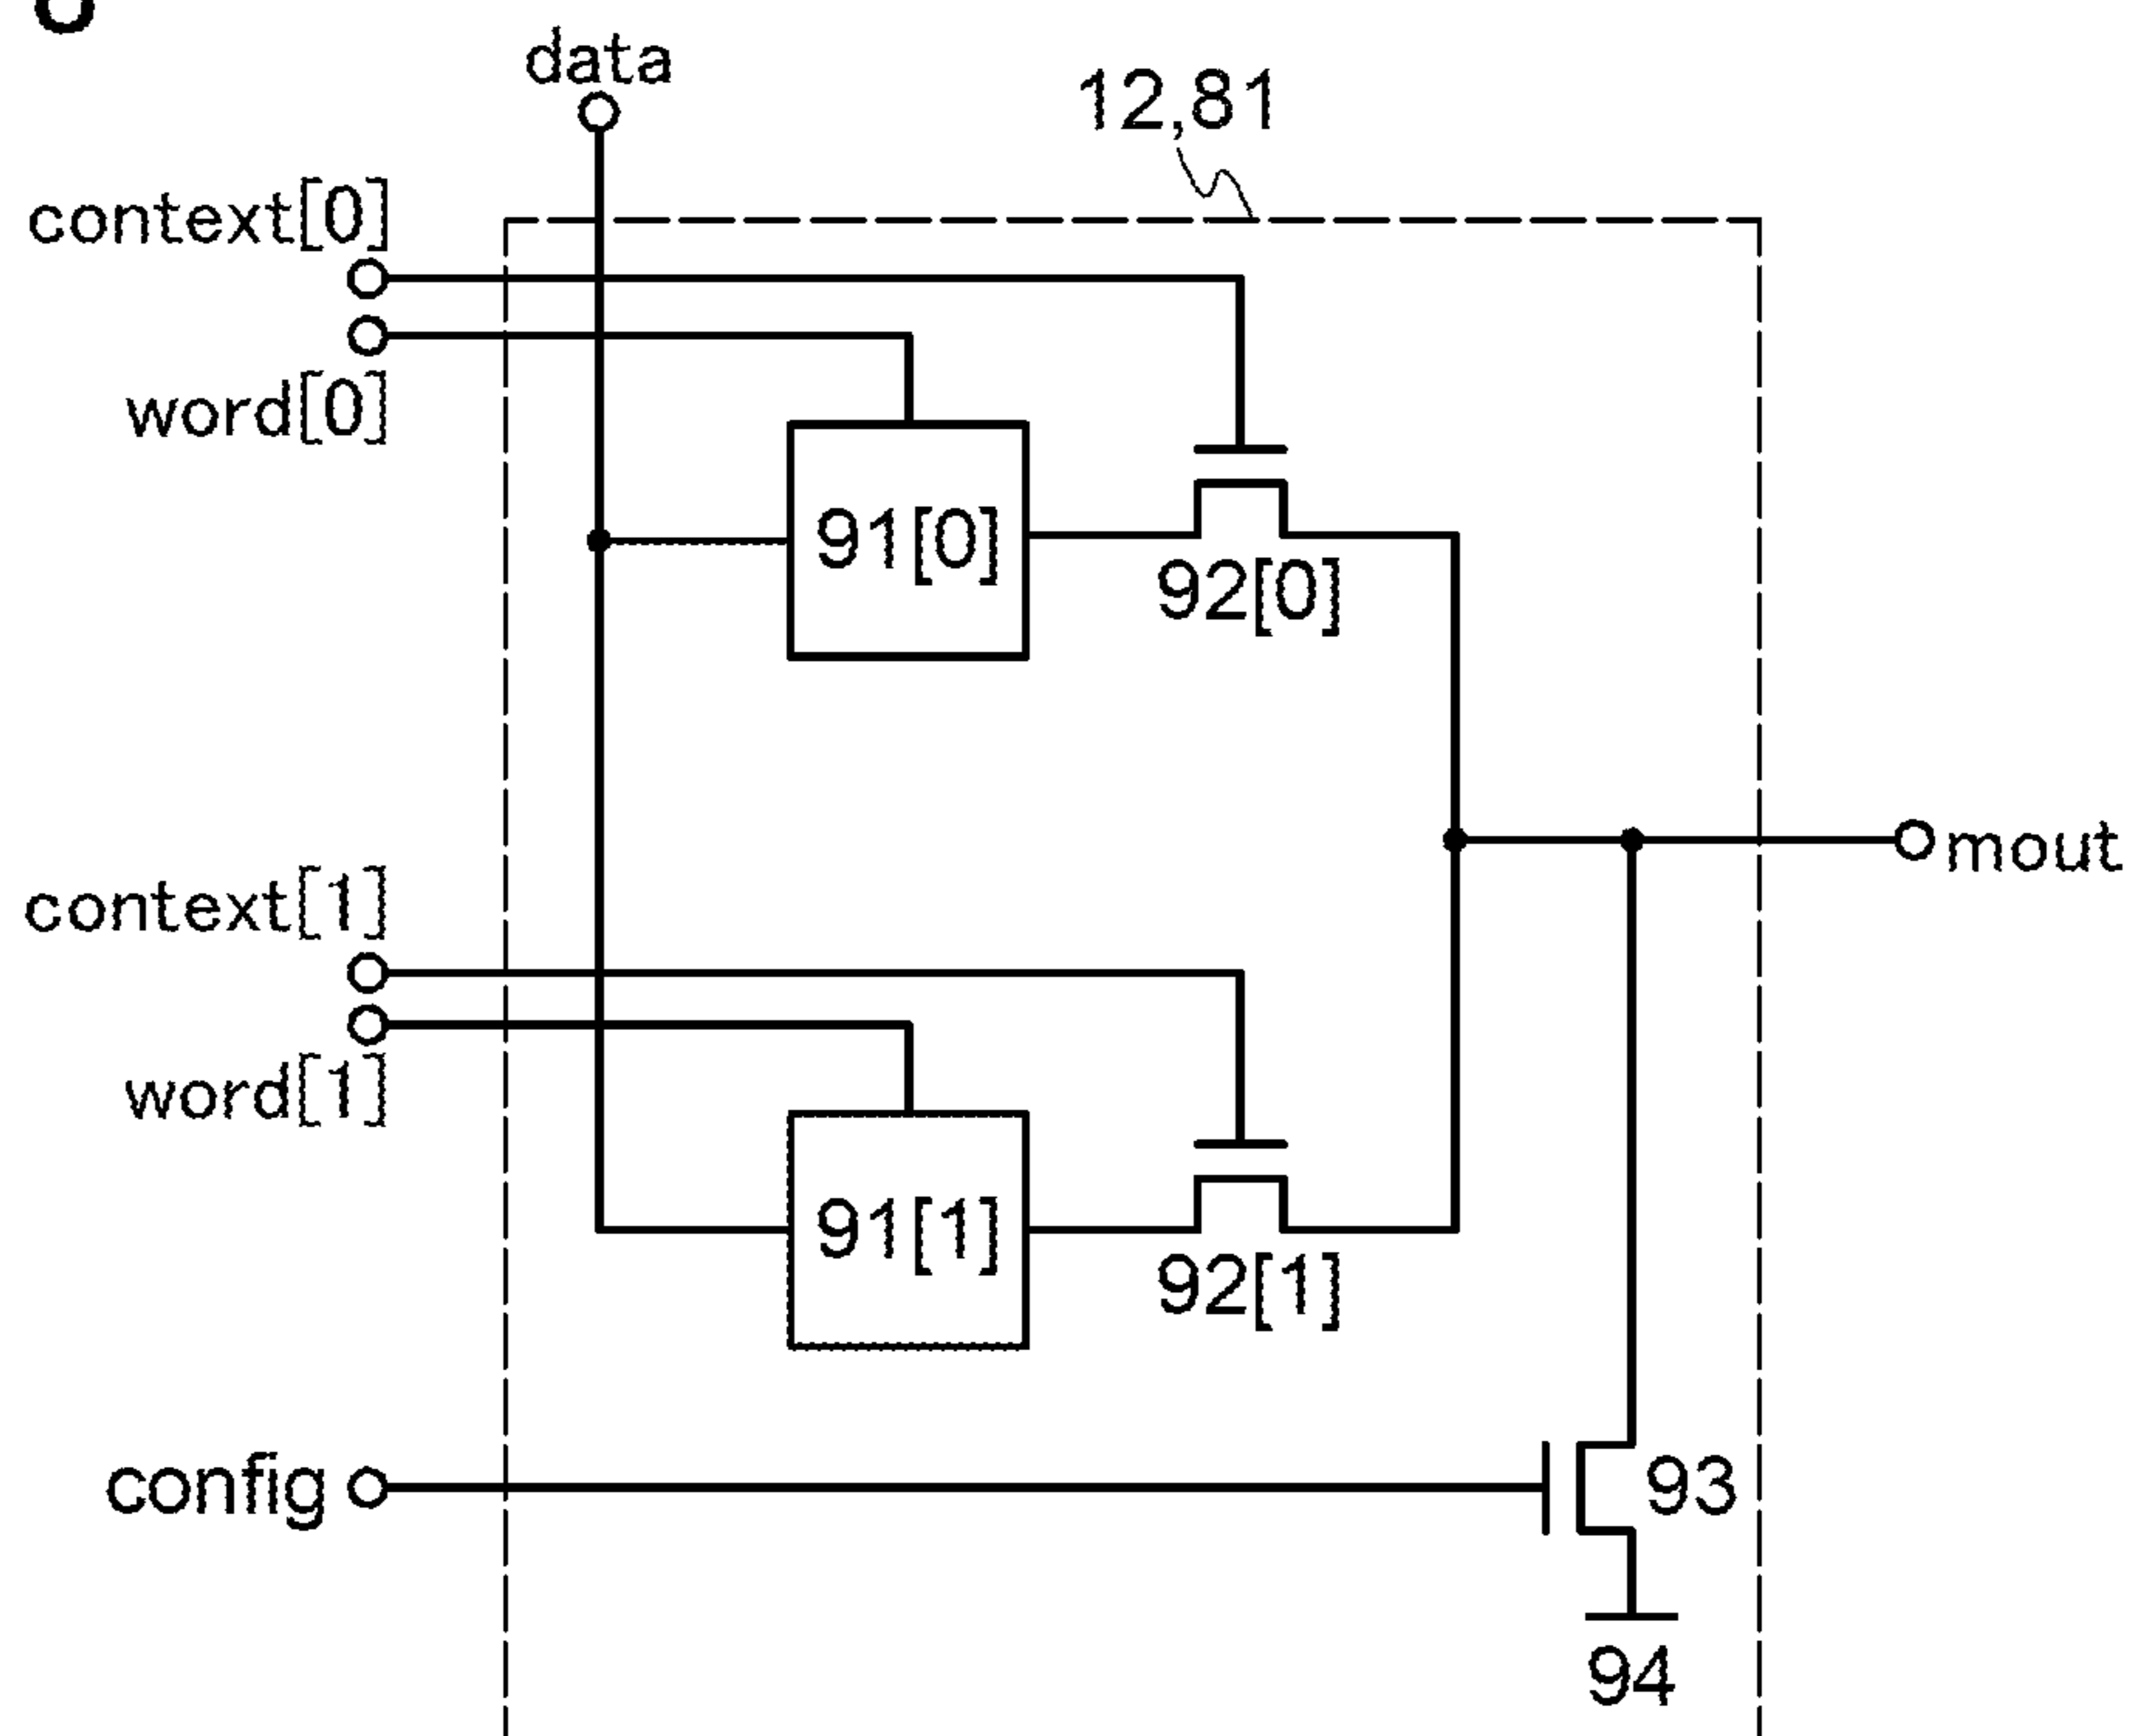 data
12,81
context[0]
word[0]
91[0]
92[0]
mout
context[1]
word[1]
91[1]
92[1]
config
93
94